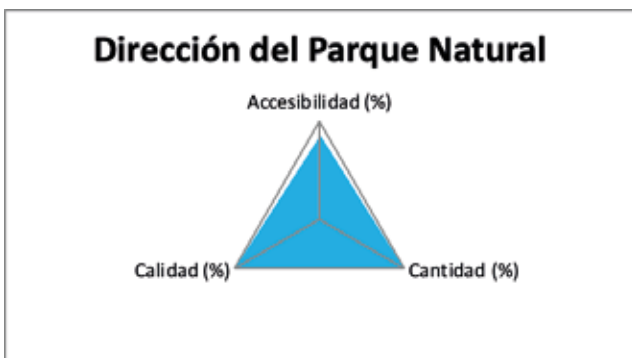 Dirección del Parque Natural
Accesibilidad (%)
Calidad (%)
Cantidad (%)